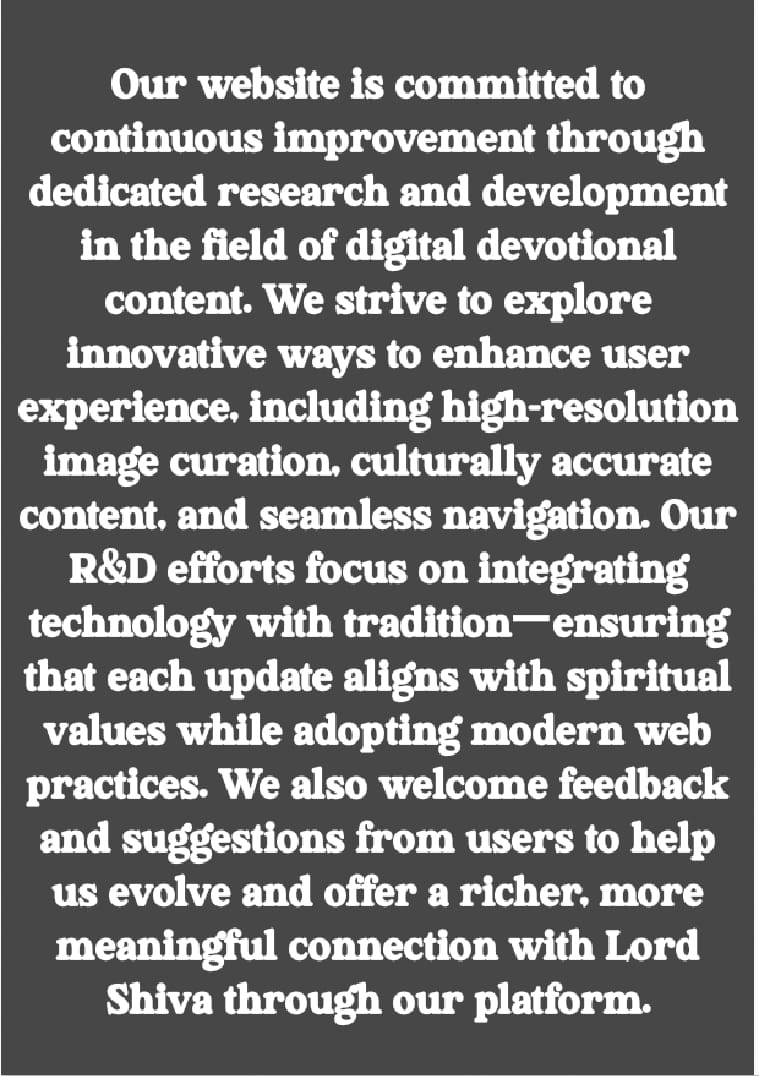 Our website is committed to
continuous improvement through
dedicated research and development
in the field of digital devotional
content. We strive to explore
innovative ways to enhance user
experience, including high-resolution
image curation, culturally accurate
content, and seamless navigation. Our
R&D efforts focus on integrating
technology with tradition—ensuring
that each update aligns with spiritual
values while adopting modern web
practices. We also welcome feedback
and suggestions from users to help
us evolve and offer a richer, more
meaningful connection with Lord
Shiva through our platform.